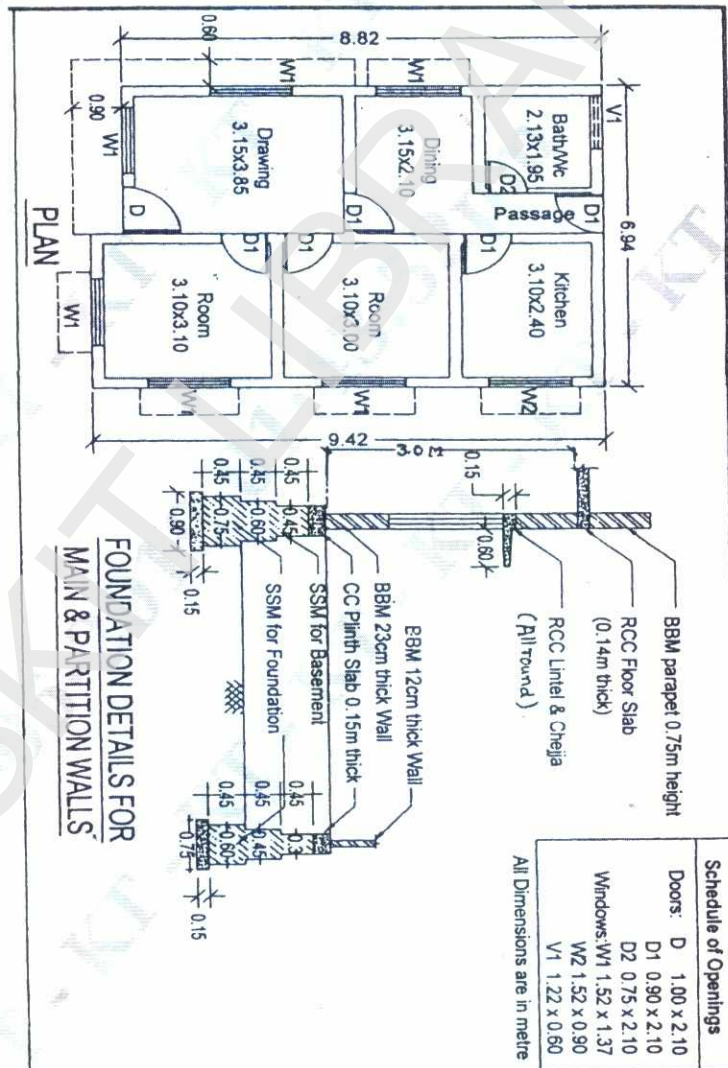 8.82
0.60
0.90
W1
W1
W1
V1
Bath/Wc
2.13x1.95
D2
Dining
3.15x2.10
Drawing
3.15x3.85
D
D1
Passage
D1
6.94
PLAN
D1
D1
D1
Kitchen
3.10x2.40
Room
3.10x3.00
Room
3.10x3.10
W1
W1
W1
W2
9.42
3.0 M
0.15
0.60
0.45
0.45
0.45
0.45
0.60
0.75
0.90
0.15
BBM parapet 0.75m height
RCC Floor Slab
(0.14m thick)
RCC Lintel & Chejja
(All round)
BBM 12cm thick Wall
BBM 23cm thick Wall
CC Plinth Slab 0.15m thick
SSM for Basement
SSM for Foundation
0.45
0.45
0.45
0.3
0.45
0.60
0.75
0.15
FOUNDATION DETAILS FOR
MAIN & PARTITION WALLS
Schedule of Openings
Doors: D 1.00 x 2.10
D1 0.90 x 2.10
D2 0.75 x 2.10
Windows:W1 1.52 x 1.37
W2 1.52 x 0.90
V1 1.22 x 0.60
All Dimensions are in metre
SKIT LIBRA